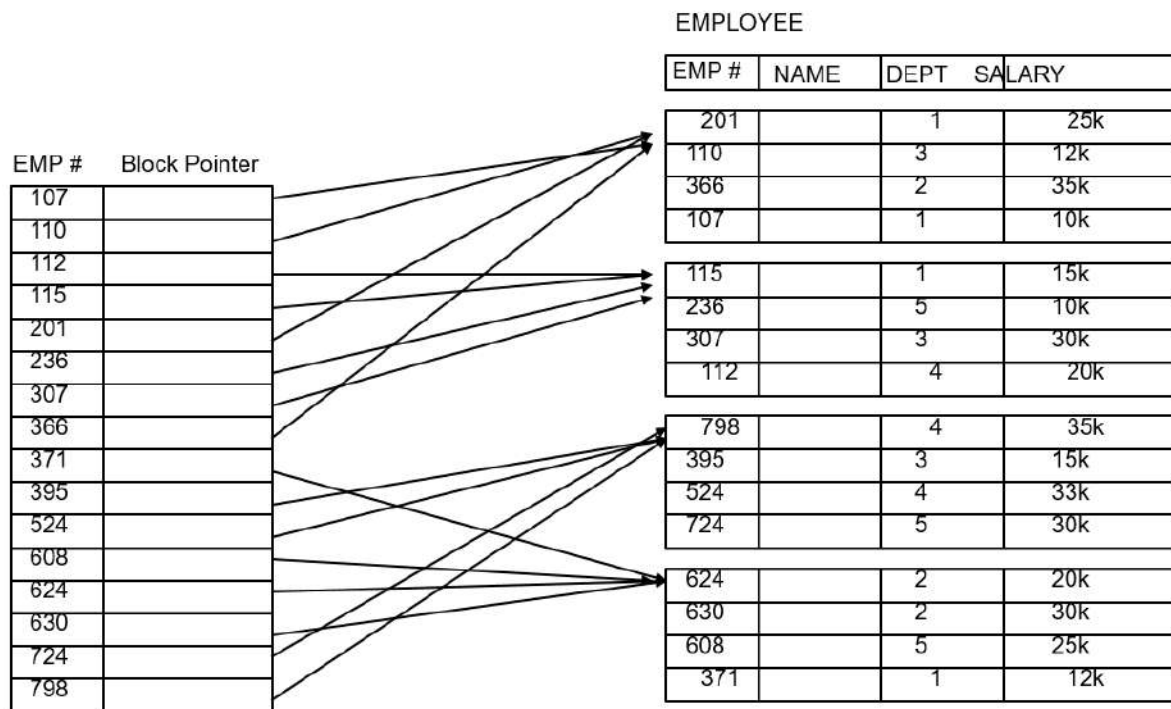 EMPLOYEE
EMP # NAME DEPT SALARY
201 1 25k
110 3 12k
366 2 35k
107 1 10k
115 1 15k
236 5 10k
307 3 30k
112 4 20k
798 4 35k
395 3 15k
524 4 33k
724 5 30k
624 2 20k
630 2 30k
608 5 25k
371 1 12k
EMP # Block Pointer
107
110
112
115
201
236
307
366
371
395
524
608
624
630
724
798